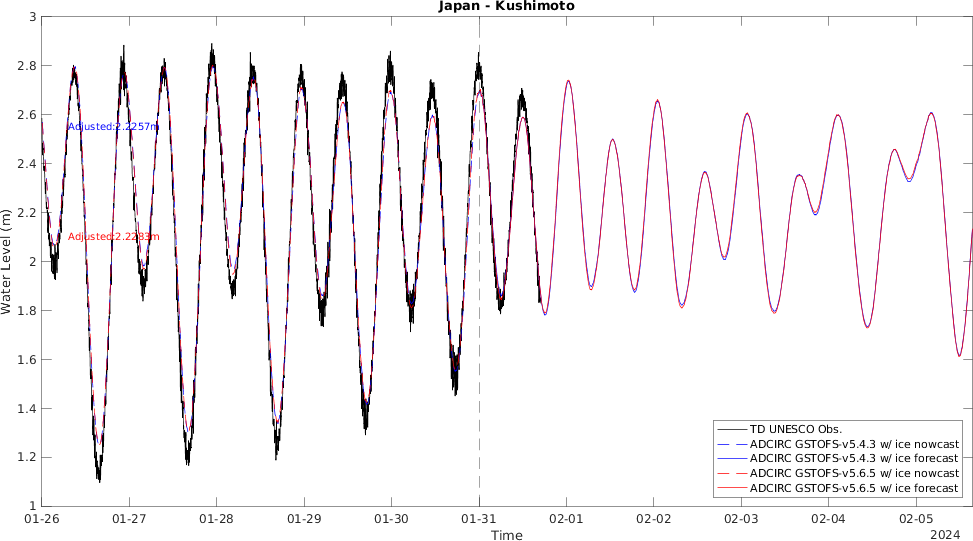 Japan - Kushimoto
Water Level (m)
3
2.8
2.6
2.4
2.2
2
1.8
1.6
1.4
1.2
1
Adjusted:2.2257m
Adjusted:2.2283m
TD UNESCO Obs.
ADCIRC GSTOFS-v5.4.3 w/ ice nowcast
ADCIRC GSTOFS-v5.4.3 w/ ice forecast
ADCIRC GSTOFS-v5.6.5 w/ ice nowcast
ADCIRC GSTOFS-v5.6.5 w/ ice forecast
01-26 01-27 01-28 01-29 01-30 01-31 02-01 02-02 02-03 02-04 02-05
Time
2024